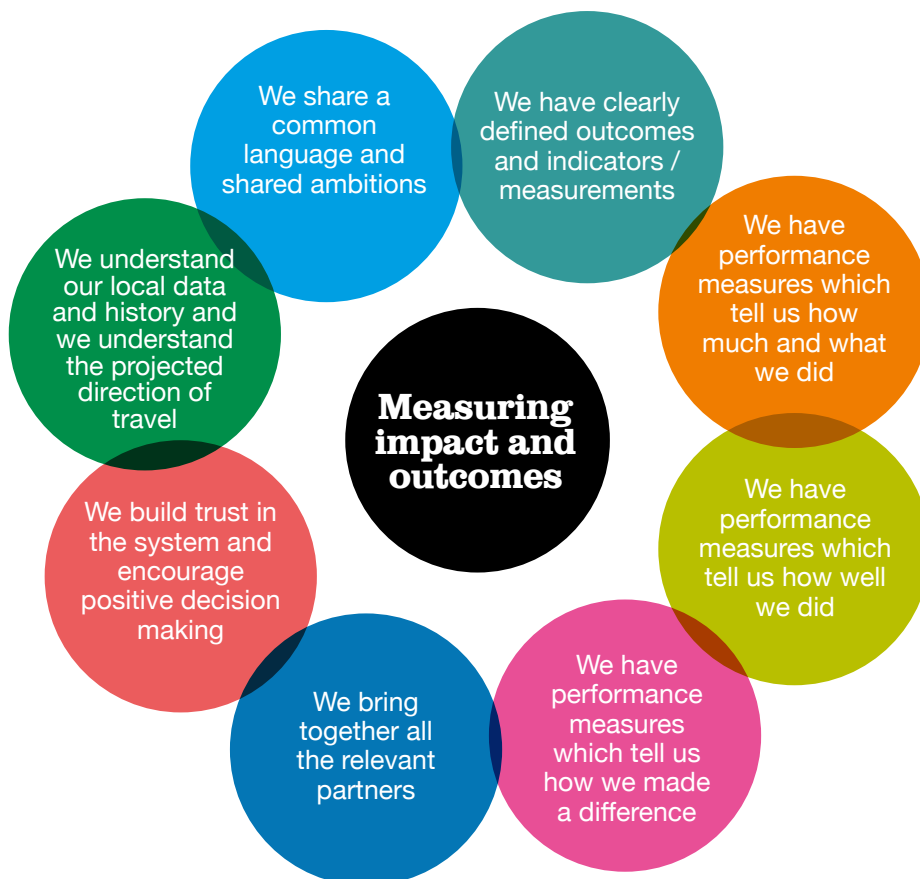 We share a
common
language and
shared ambitions
We have clearly
defined outcomes
and indicators /
measurements
We have
performance
measures which
tell us how
much and what
we did
We have
performance
measures which
tell us how well
we did
We have
performance
measures
which tell us
how we made
a difference
We bring
together all
the relevant
partners
We build trust in
the system and
encourage
positive decision
making
We understand
our local data
and history and
we understand
the projected
direction of
travel
Measuring
impact and
outcomes